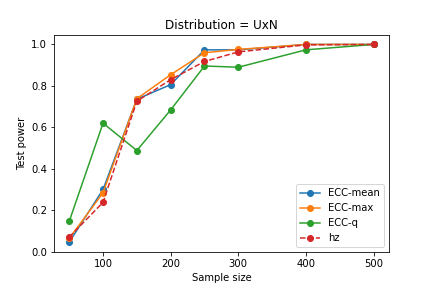 Distribution = UxN
Test power
1.0
0.8
0.6
0.4
0.2
0.0
ECC-mean
ECC-max
ECC-q
hz
100
200
300
400
500
Sample size